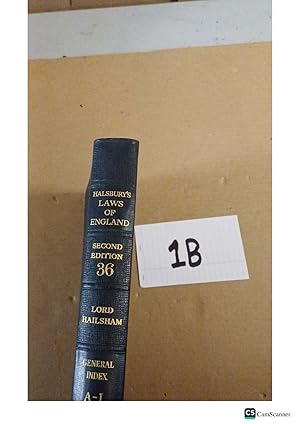 HALSBURY'S
LAWS
OF
ENGLAND
SECOND
EDITION
36
LORD
HAILSHAM
GENERAL
INDEX
1B
CS CamScanner